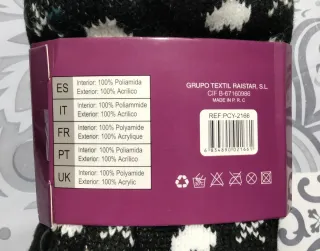 ES Interior: 100% Poliamida
Exterior: 100% Acrílico
IT Interior: 100% Poliammide
Exterior: 100% Acrilico
FR Interior: 100% Polyamide
Exterior: 100% Acrylique
PT Interior: 100% Poliamida
Exterior: 100% Acrílico
UK Interior: 100% Polyamide
Exterior: 100% Acrylic
GRUPO TEXTIL RAISTAR, S.L
CIF B-67160986
MADE IN P. R. C
REF:PCY-2166